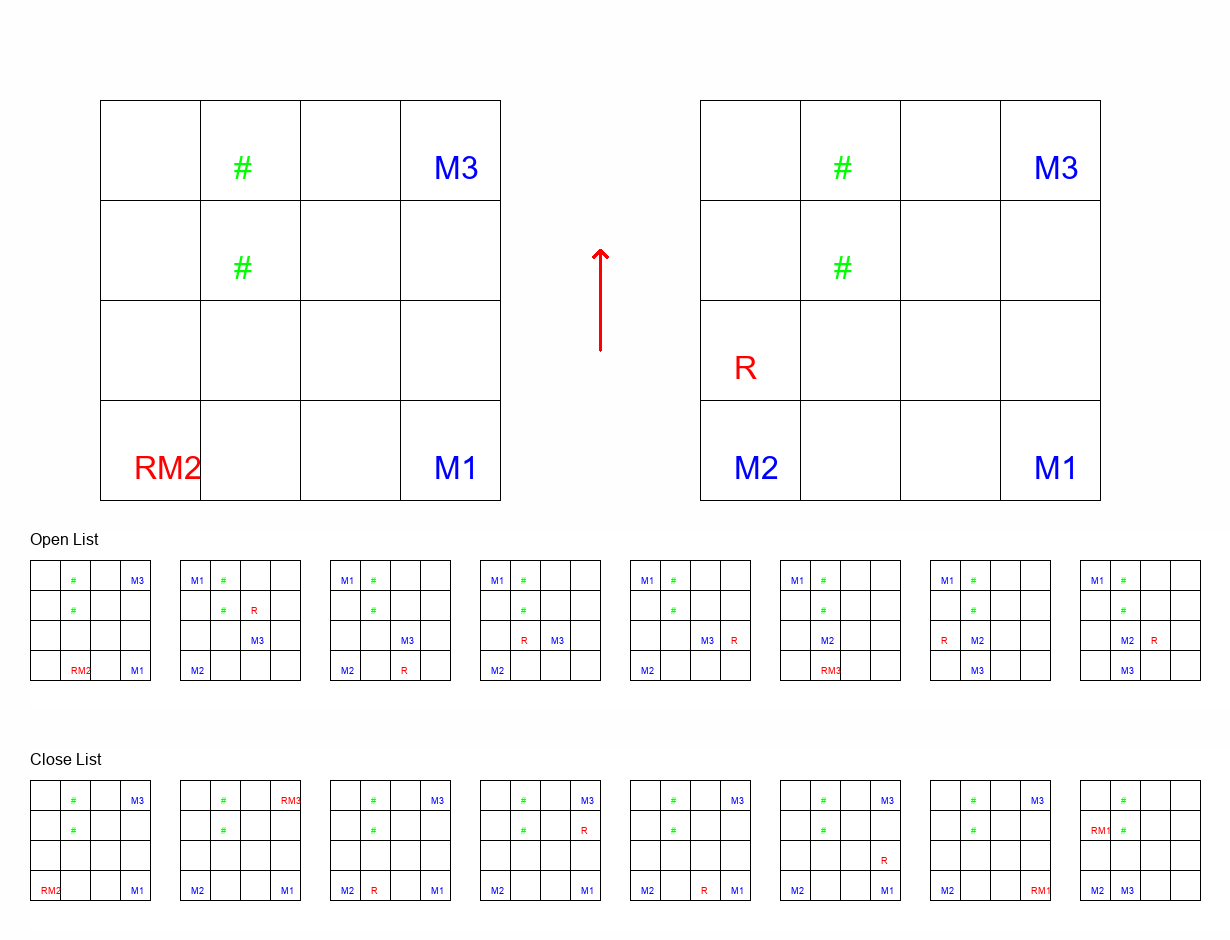 # M3 # M3
# #
R
RM2 M1 M2 M1
Open List
# M3 M1 # M1 # M1 # M1 # M1 # M1 # M1 #
# # R # # # # # #
M3 M3 R M3 M3 R M2 R M2 M2 R
RM2 M1 M2 M2 R M2 M2 RM3 M3 M3
Close List
# M3 # RM3 # M3 # M3 # M3 # M3 # M3 #
# # # # R # # # RM1 #
R
RM2 M1 M2 M1 M2 R M1 M2 M1 M2 R M1 M2 M1 M2 RM1 M2 M3